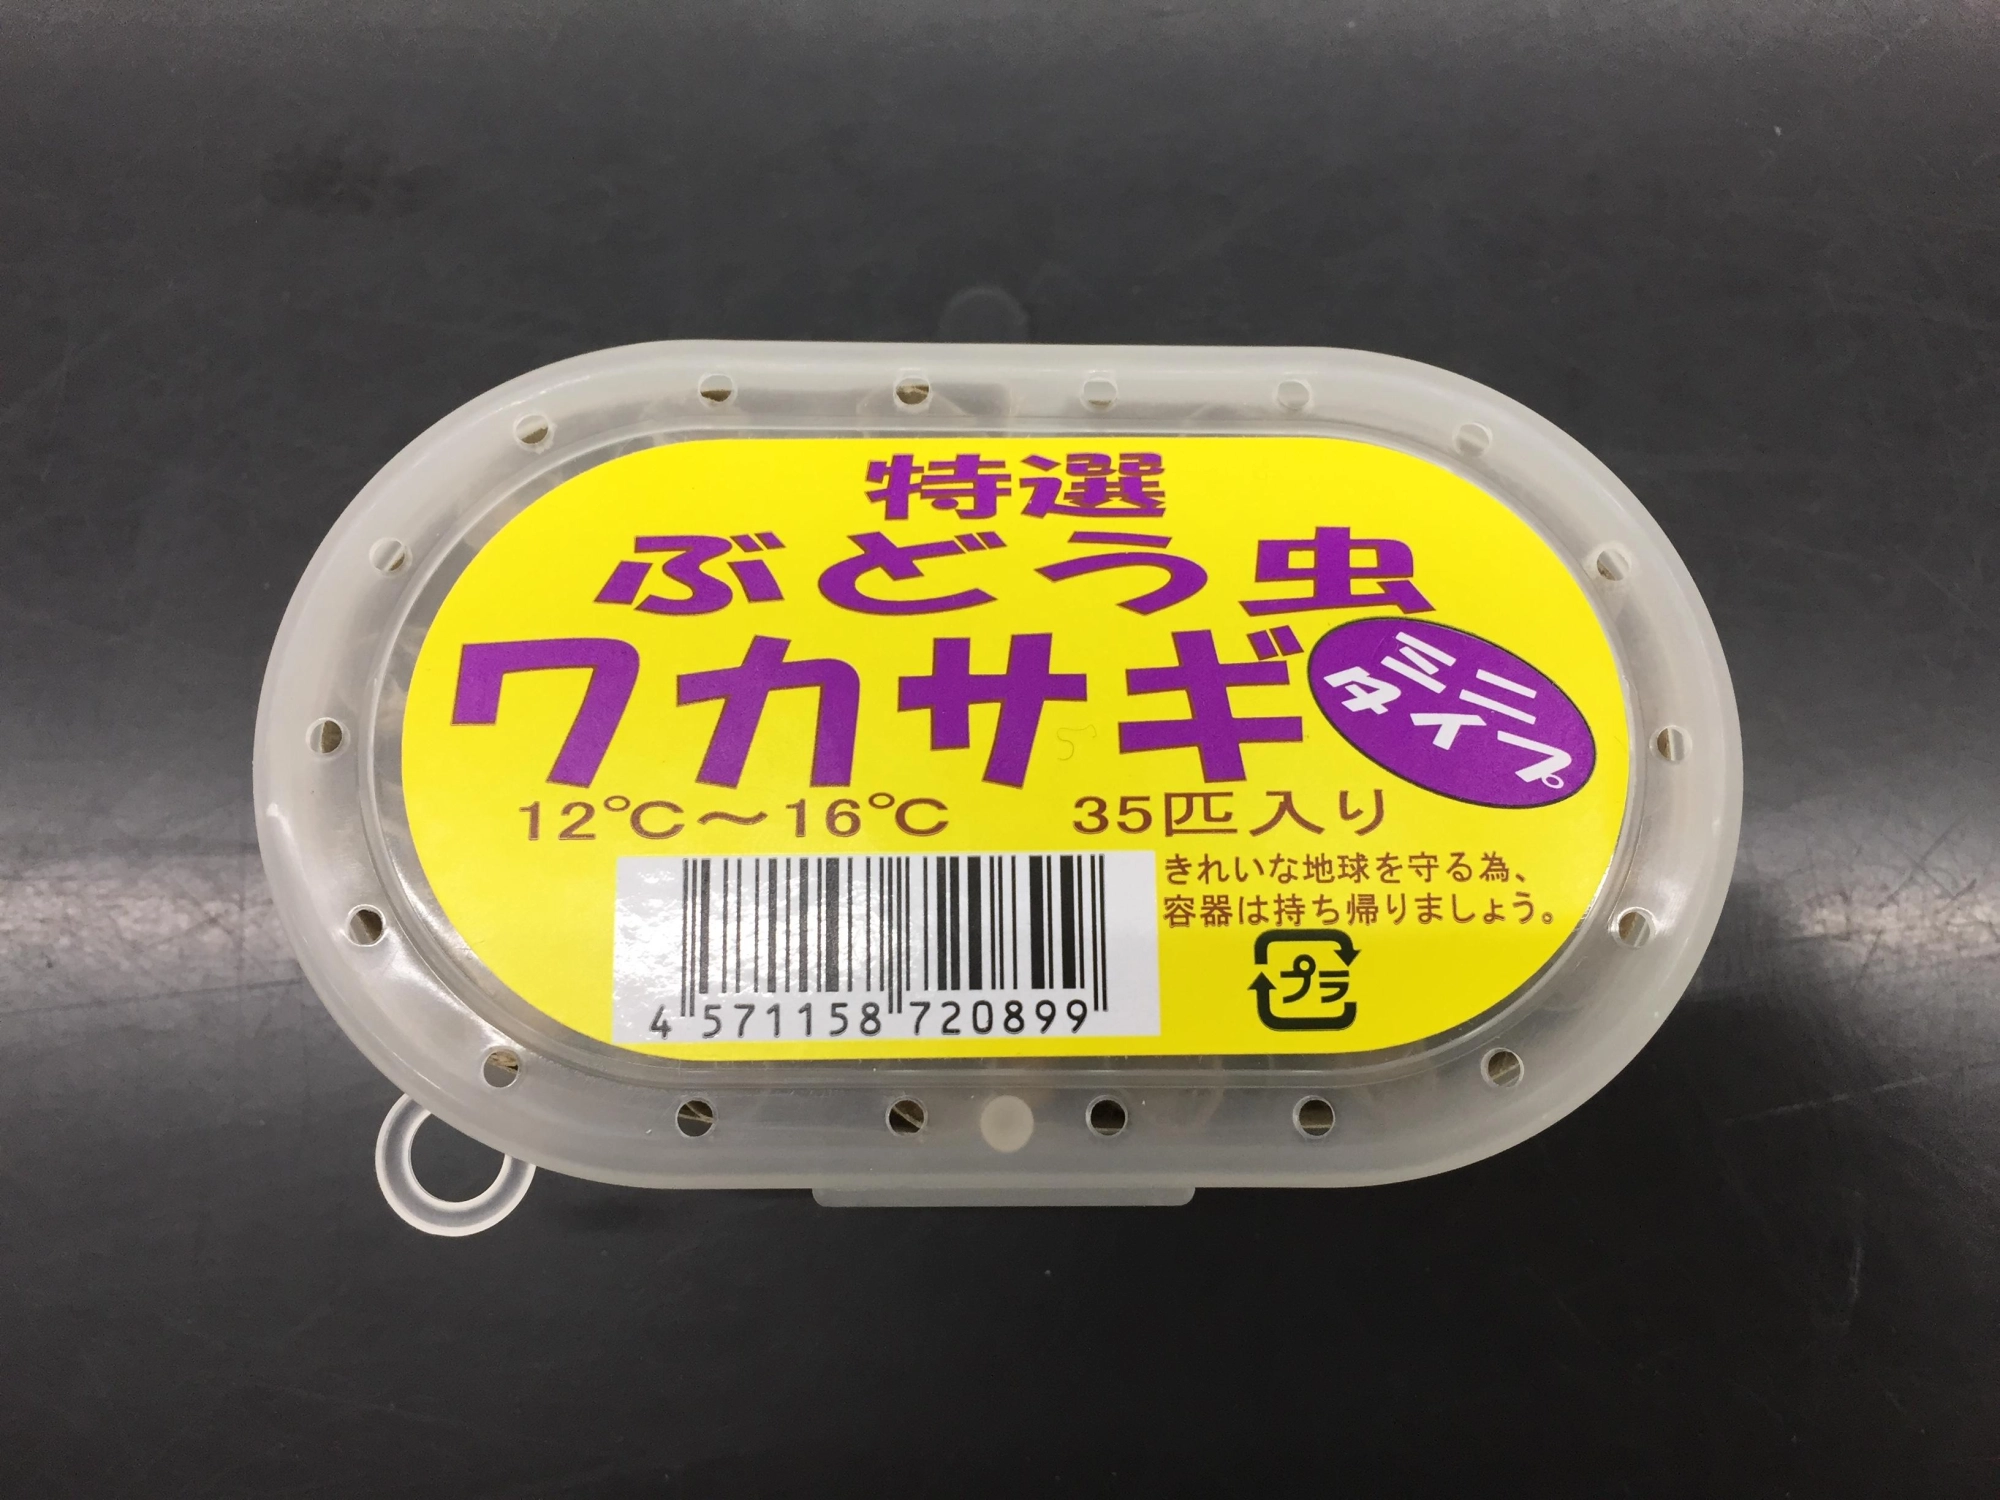 特選
ぶどう虫
ワカサギ
ミニ
タイプ
12℃～16℃ 35匹入り
きれいな地球を守る為、
容器は持ち帰りましょう。
プラ
4 571158 720899